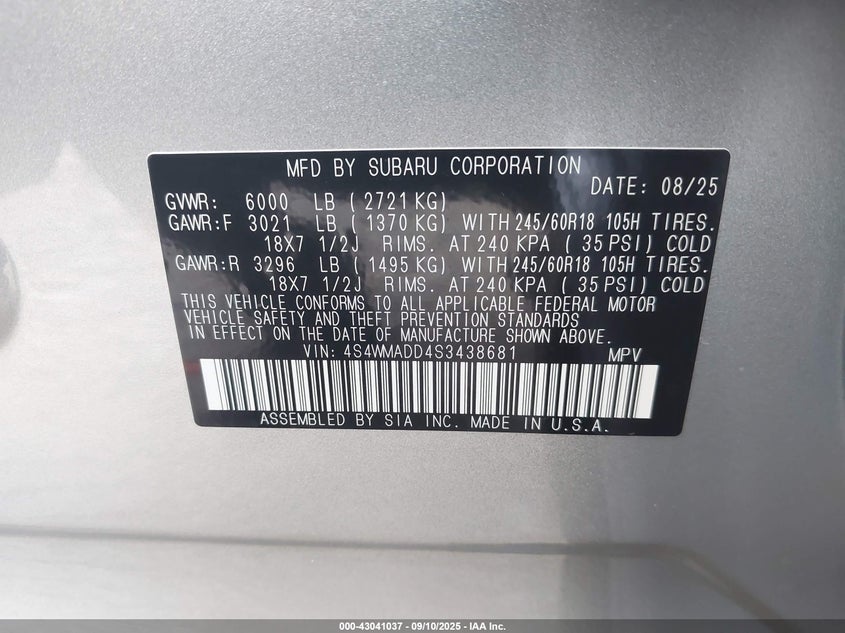 MFD BY SUBARU CORPORATION
DATE: 08/25
GVWR: 6000 LB ( 2721 KG)
GAWR:F 3021 LB ( 1370 KG) WITH 245/60R18 105H TIRES.
18X7 1/2J RIMS. AT 240 KPA ( 35 PSI) COLD
GAWR:R 3296 LB ( 1495 KG) WITH 245/60R18 105H TIRES.
18X7 1/2J RIMS. AT 240 KPA ( 35 PSI) COLD
THIS VEHICLE CONFORMS TO ALL APPLICABLE FEDERAL MOTOR
VEHICLE SAFETY AND THEFT PREVENTION STANDARDS
IN EFFECT ON THE DATE OF MANUFACTURE SHOWN ABOVE.
VIN: 4S4WMADD4S3438681 MPV
ASSEMBLED BY SIA INC. MADE IN U.S.A.
000-43041037 - 09/10/2025 - IAA Inc.